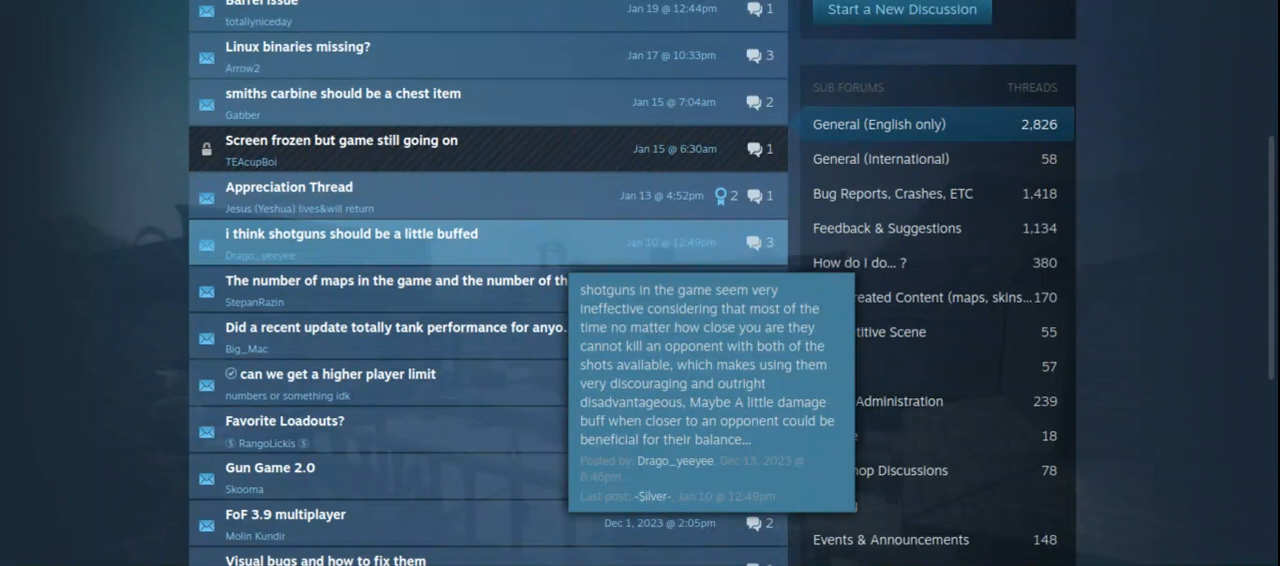 Barrel issue
totallyniceday
Jan 19 @ 12:44pm
1
Linux binaries missing?
Arrow2
Jan 17 @ 10:33pm
3
smiths carbine should be a chest item
Gabber
Jan 15 @ 7:04am
2
Screen frozen but game still going on
TEAcupBoi
Jan 15 @ 6:30am
1
Appreciation Thread
Jesus (Yeshua) lives&will return
Jan 13 @ 4:52pm
2
1
i think shotguns should be a little buffed
Drago_yeeyee
Jan 10 @ 12:49pm
3
The number of maps in the game and the number of th
StepanRazin
Did a recent update totally tank performance for anyo.
Big_Mac
can we get a higher player limit
numbers or something idk
Favorite Loadouts?
Ⓢ RangoLickis Ⓢ
Gun Game 2.0
Skooma
FoF 3.9 multiplayer
Molin Kundir
Dec 1, 2023 @ 2:05pm
2
Visual bugs and how to fix them
shotguns in the game seem very
ineffective considering that most of the
time no matter how close you are they
cannot kill an opponent with both of the
shots available, which makes using them
very discouraging and outright
disadvantageous, Maybe A little damage
buff when closer to an opponent could be
beneficial for their balance...
Posted by: Drago_yeeyee, Dec 13, 2023 @
8:46pm
Last post: -$ilver-, Jan 10 @ 12:49pm
Start a New Discussion
SUB FORUMS THREADS
General (English only) 2,826
General (International) 58
Bug Reports, Crashes, ETC 1,418
Feedback & Suggestions 1,134
How do I do... ? 380
reated Content (maps, skins... 170
titive Scene 55
57
Administration 239
e 18
hop Discussions 78
g
Events & Announcements 148